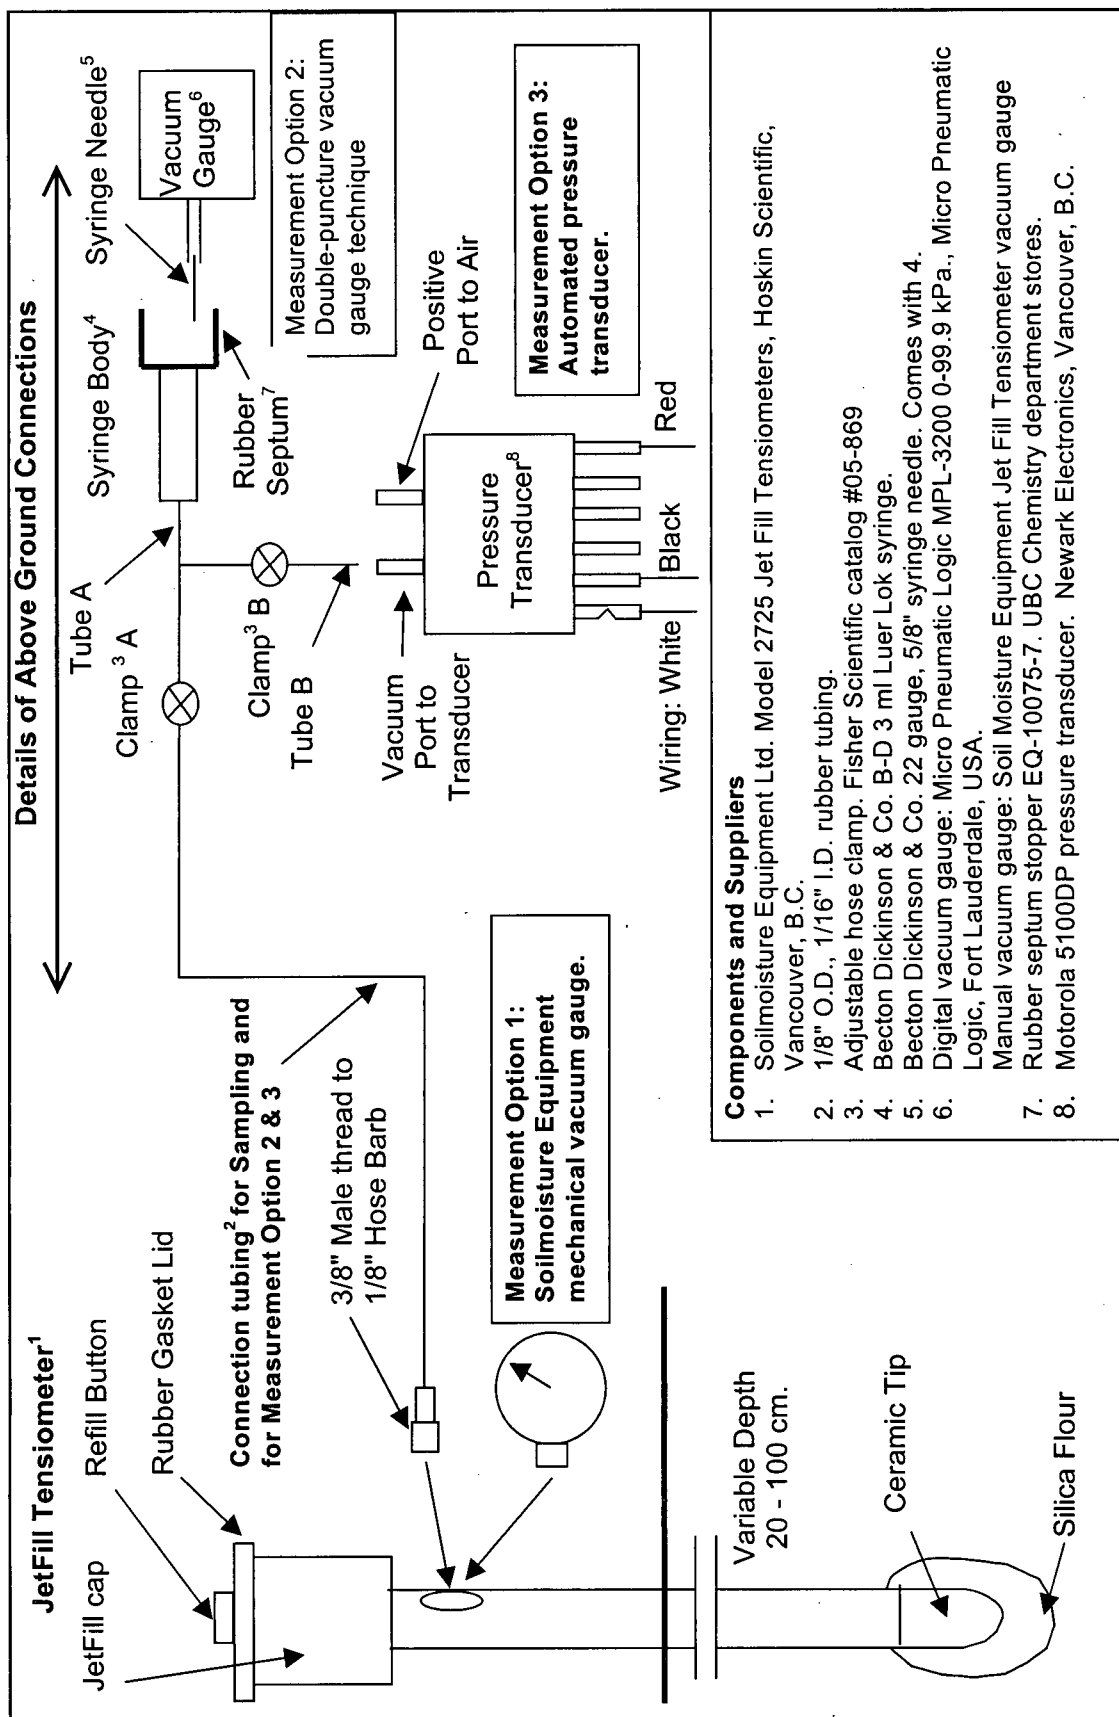 JetFill Tensiometer¹
Details of Above Ground Connections
Refill Button
JetFill cap
Rubber Gasket Lid
Connection tubing² for Sampling and
for Measurement Option 2 & 3
3/8" Male thread to
1/8" Hose Barb
Measurement Option 1:
Soilmoisture Equipment
mechanical vacuum gauge.
Variable Depth
20 - 100 cm.
Ceramic Tip
Silica Flour
Tube A
Clamp ³ A
Syringe Body⁴
Syringe Needle⁵
Vacuum
Gauge⁶
Rubber
Septum⁷
Measurement Option 2:
Double-puncture vacuum
gauge technique
Clamp³ B
Tube B
Vacuum
Port to
Transducer
Positive
Port to Air
Pressure
Transducer⁸
Measurement Option 3:
Automated pressure
transducer.
Wiring: White
Black
Red
Components and Suppliers
1. Soilmoisture Equipment Ltd. Model 2725 Jet Fill Tensiometers, Hoskin Scientific,
Vancouver, B.C.
2. 1/8" O.D., 1/16" I.D. rubber tubing.
3. Adjustable hose clamp. Fisher Scientific catalog #05-869
4. Becton Dickinson & Co. B-D 3 ml Luer Lok syringe.
5. Becton Dickinson & Co. 22 gauge, 5/8" syringe needle. Comes with 4.
6. Digital vacuum gauge: Micro Pneumatic Logic MPL-3200 0-99.9 kPa., Micro Pneumatic
Logic, Fort Lauderdale, USA.
Manual vacuum gauge: Soil Moisture Equipment Jet Fill Tensiometer vacuum gauge
7. Rubber septum stopper EQ-10075-7. UBC Chemistry department stores.
8. Motorola 5100DP pressure transducer. Newark Electronics, Vancouver, B.C.